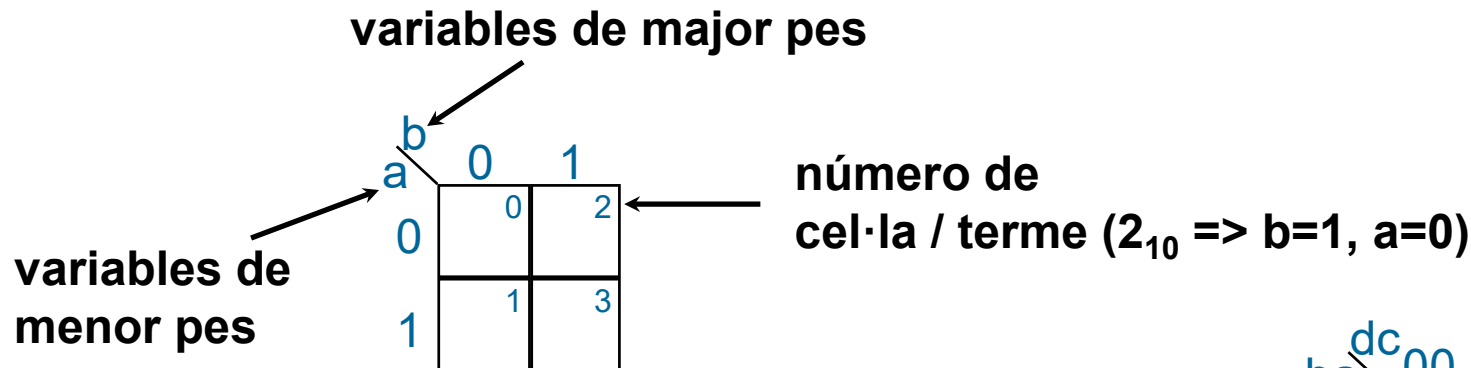 variables de major pes
b
a 0 1
0 0 2
1 1 3
número de
cel·la / terme (2₁₀ => b=1, a=0)
variables de
menor pes
dc 00